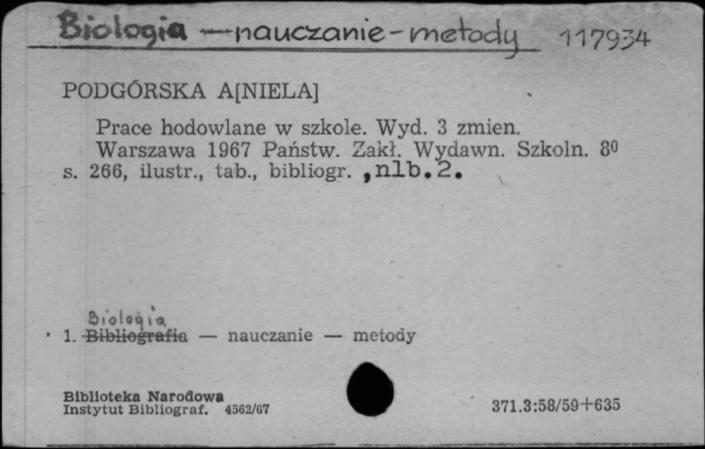 Biologia — nauczanie - metody 117934
PODGÓRSKA A[NIELA]
Prace hodowlane w szkole. Wyd. 3 zmien.
Warszawa 1967 Państw. Zakł. Wydawn. Szkoln. 8⁰
s. 266, ilustr., tab., bibliogr. ,nlb.2.
Biologia
1. Bibliografia — nauczanie — metody
Biblioteka Narodowa
Instytut Bibliograf. 4562/67
371.3:58/59+635